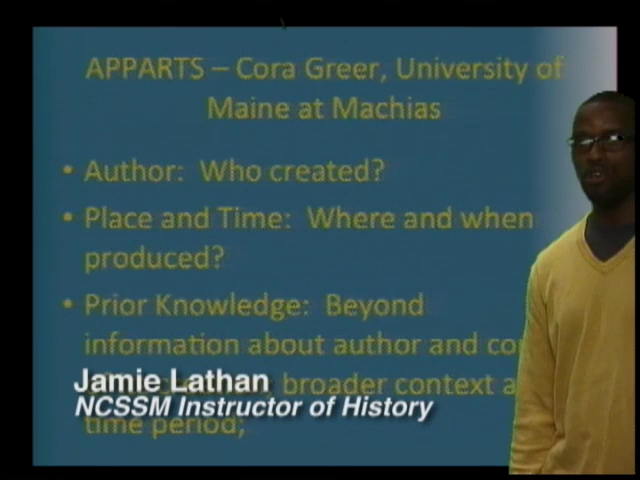 APPARTS – Cora Greer, University of
Maine at Machias
• Author: Who created?
• Place and Time: Where and when
produced?
• Prior Knowledge: Beyond
information about author and
broader context
time period;
Jamie Lathan
NCSSM Instructor of History